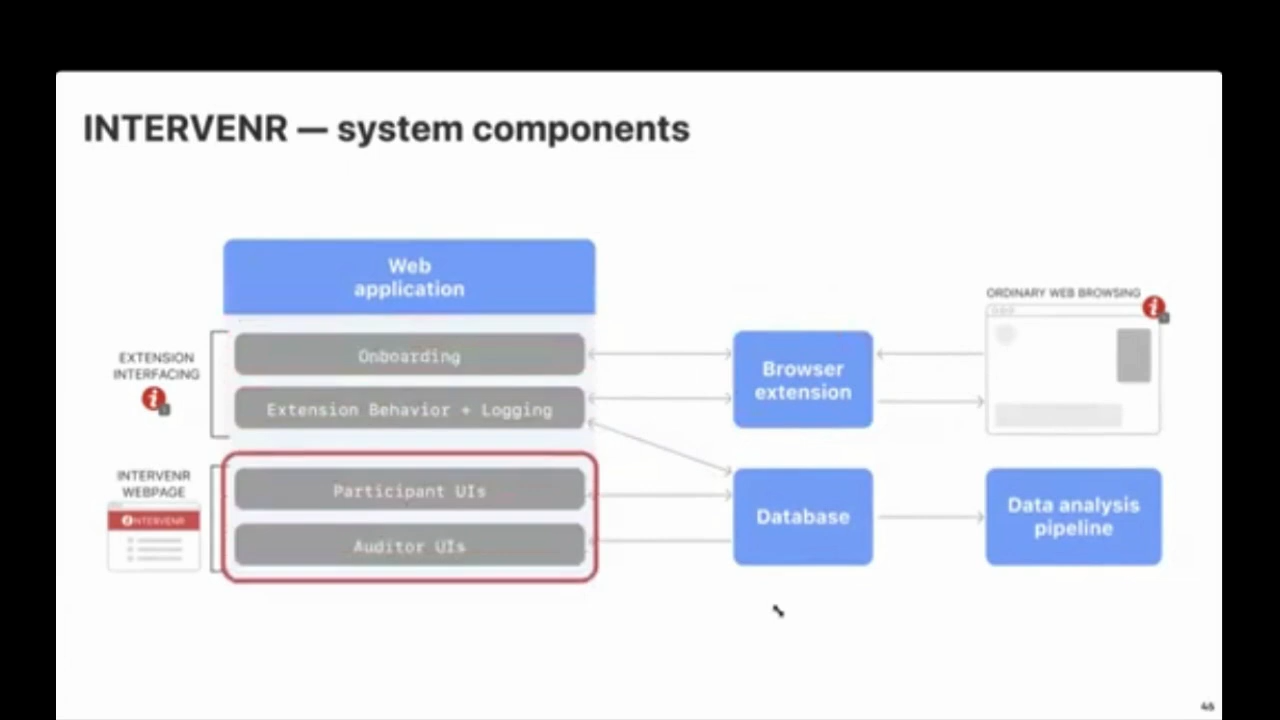 INTERVENR — system components
Web
application
ORDINARY WEB BROWSING
EXTENSION
INTERFACING
Onboarding
Extension Behavior + Logging
Browser
extension
INTERVENR
WEBPAGE
INTERVENR
Participant UIs
Auditor UIs
Database
Data analysis
pipeline
46